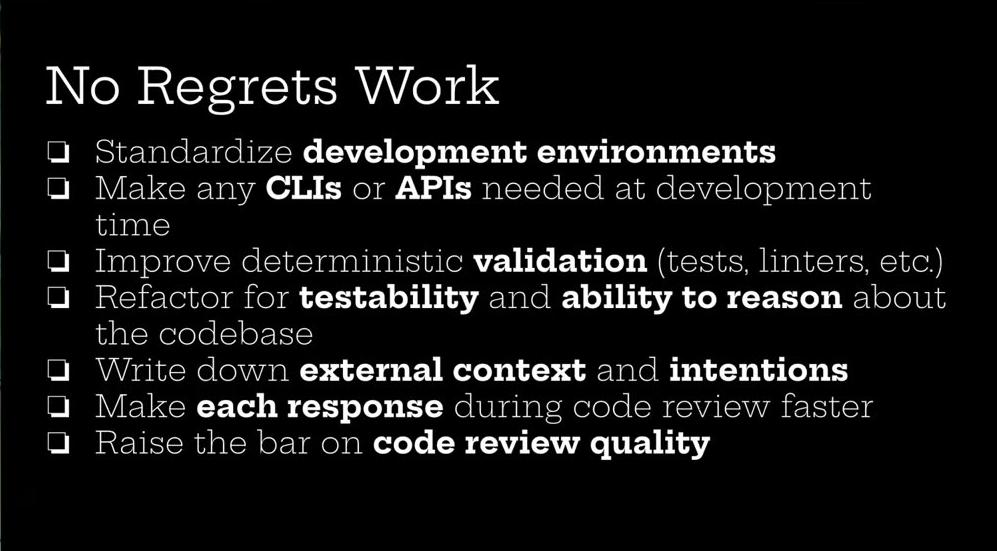 No Regrets Work
❏ Standardize development environments
❏ Make any CLIs or APIs needed at development
time
❏ Improve deterministic validation (tests, linters, etc.)
❏ Refactor for testability and ability to reason about
the codebase
❏ Write down external context and intentions
❏ Make each response during code review faster
❏ Raise the bar on code review quality